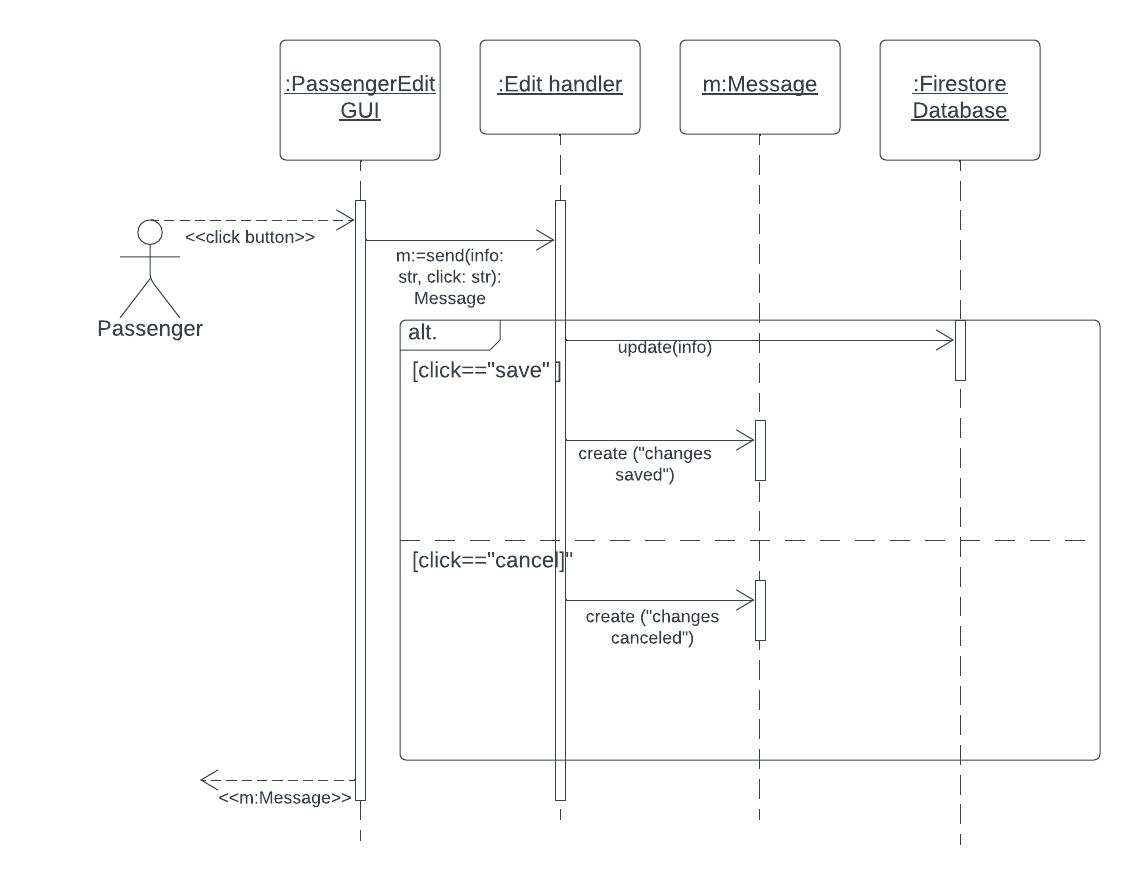 :PassengerEdit
GUI
:Edit handler
m:Message
:Firestore
Database
<<click button>>
m:=send(info:
str, click: str):
Message
Passenger
alt.
update(info)
[click=="save" ]
create ("changes
saved")
[click=="cancel]"
create ("changes
canceled")
<<m:Message>>